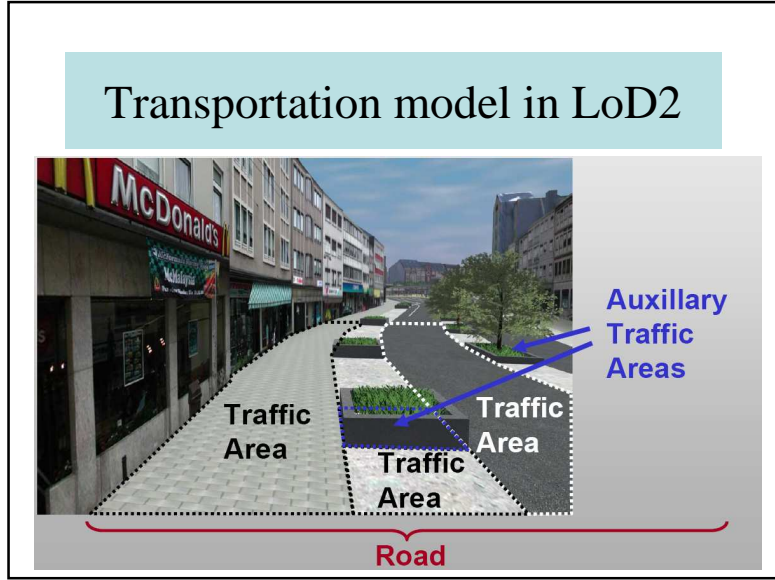 Transportation model in LoD2
McDonald's
Auxillary
Traffic
Areas
Traffic
Area
Traffic
Area
Traffic
Area
Road